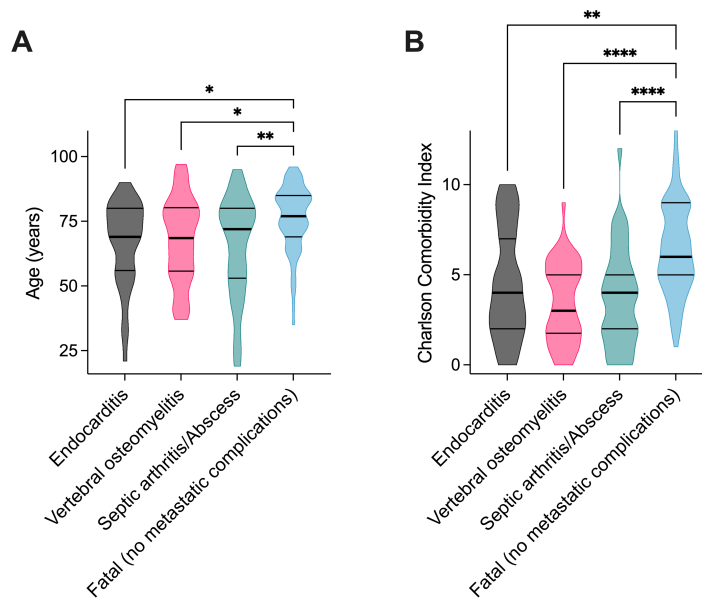 A
*
*
**
Age (years)
100
75
50
25
Endocarditis
Vertebral osteomyelitis
Septic arthritis/Abscess
Fatal (no metastatic complications)
B
**
****
****
Charlson Comorbidity Index
10
5
0
Endocarditis
Vertebral osteomyelitis
Septic arthritis/Abscess
Fatal (no metastatic complications)